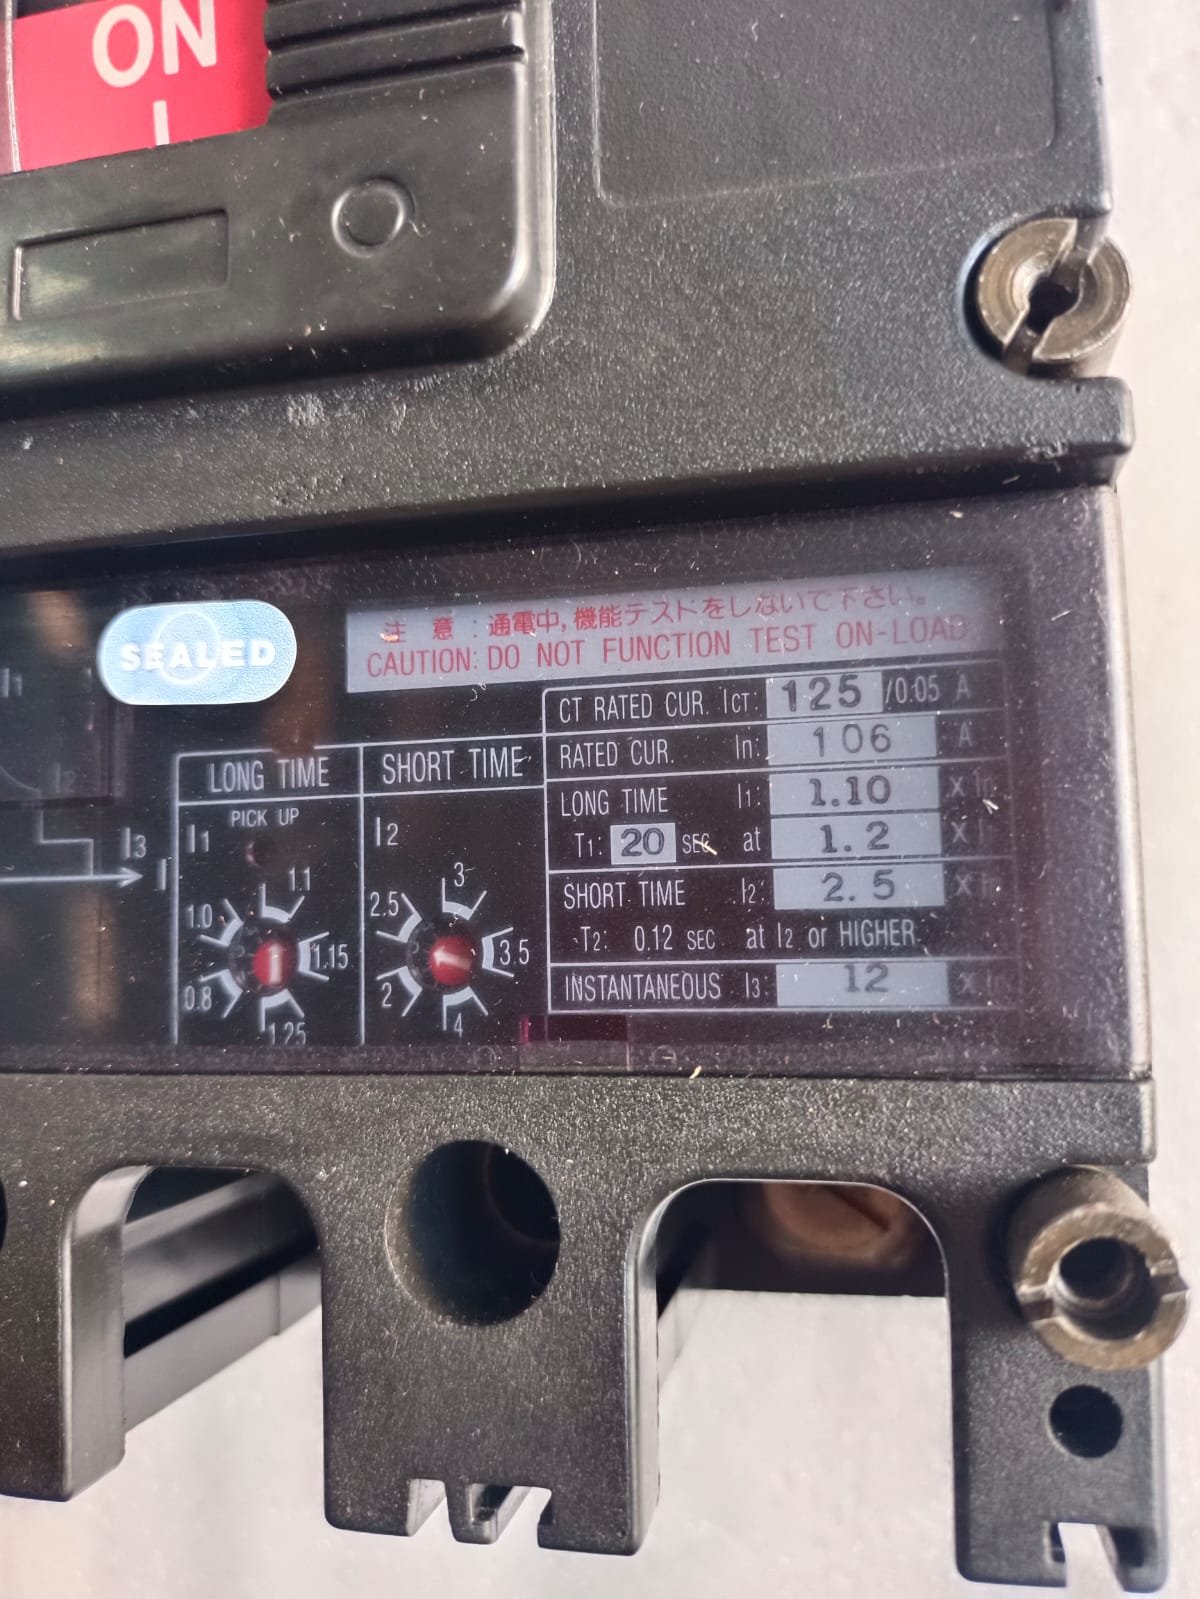 ON
I
SEALED
注 意 : 通電中,機能テストをしないで下さい。
CAUTION: DO NOT FUNCTION TEST ON-LOAD
CT RATED CUR. ICT: 125 /0.05 A
RATED CUR. In: 106 A
LONG TIME I1: 1.10 X In
T1: 20 SEC at 1.2 X I
SHORT TIME I2: 2.5 X In
T2: 0.12 SEC at I2 or HIGHER
INSTANTANEOUS I3: 12 X In
LONG TIME
PICK UP
I1
0.8
1.0
1.1
1.15
1.25
SHORT TIME
I2
2
2.5
3
3.5
4
I1
I2
I3
I